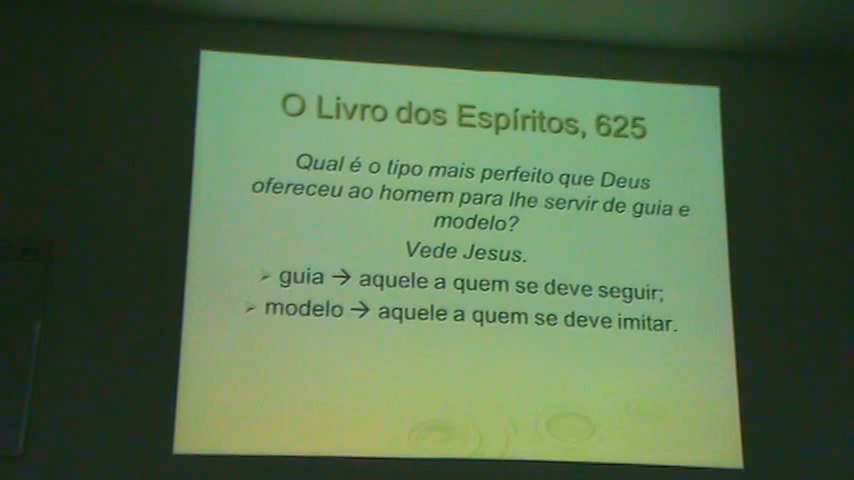 O Livro dos Espíritos, 625
Qual é o tipo mais perfeito que Deus
ofereceu ao homem para lhe servir de guia e
modelo?
Vede Jesus.
➢ guia → aquele a quem se deve seguir;
➢ modelo → aquele a quem se deve imitar.